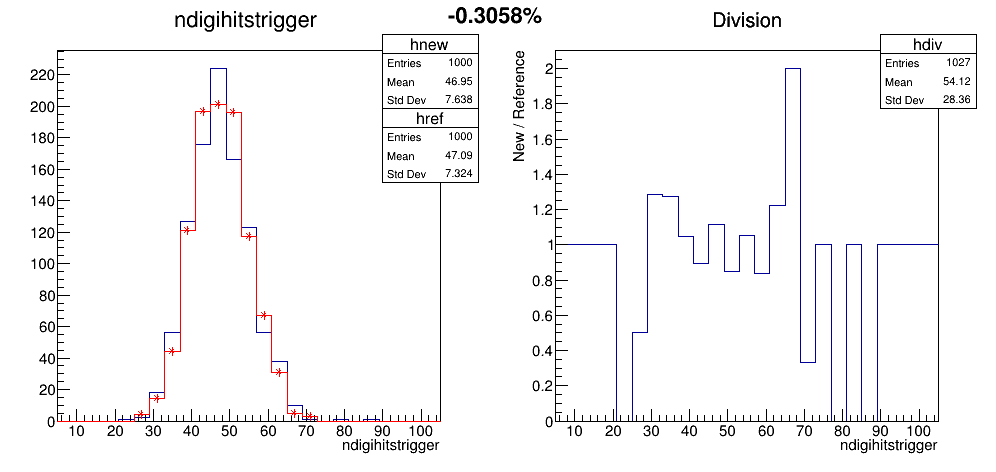 ndigihitstrigger
-0.3058%
Division
hnew
Entries 1000
Mean 46.95
Std Dev 7.638
href
Entries 1000
Mean 47.09
Std Dev 7.324
220
200
180
160
140
120
100
80
60
40
20
0
10 20 30 40 50 60 70 80 90 100
ndigihitstrigger
hdiv
Entries 1027
Mean 54.12
Std Dev 28.36
New / Reference
2
1.8
1.6
1.4
1.2
1
0.8
0.6
0.4
0.2
0
10 20 30 40 50 60 70 80 90 100
ndigihitstrigger